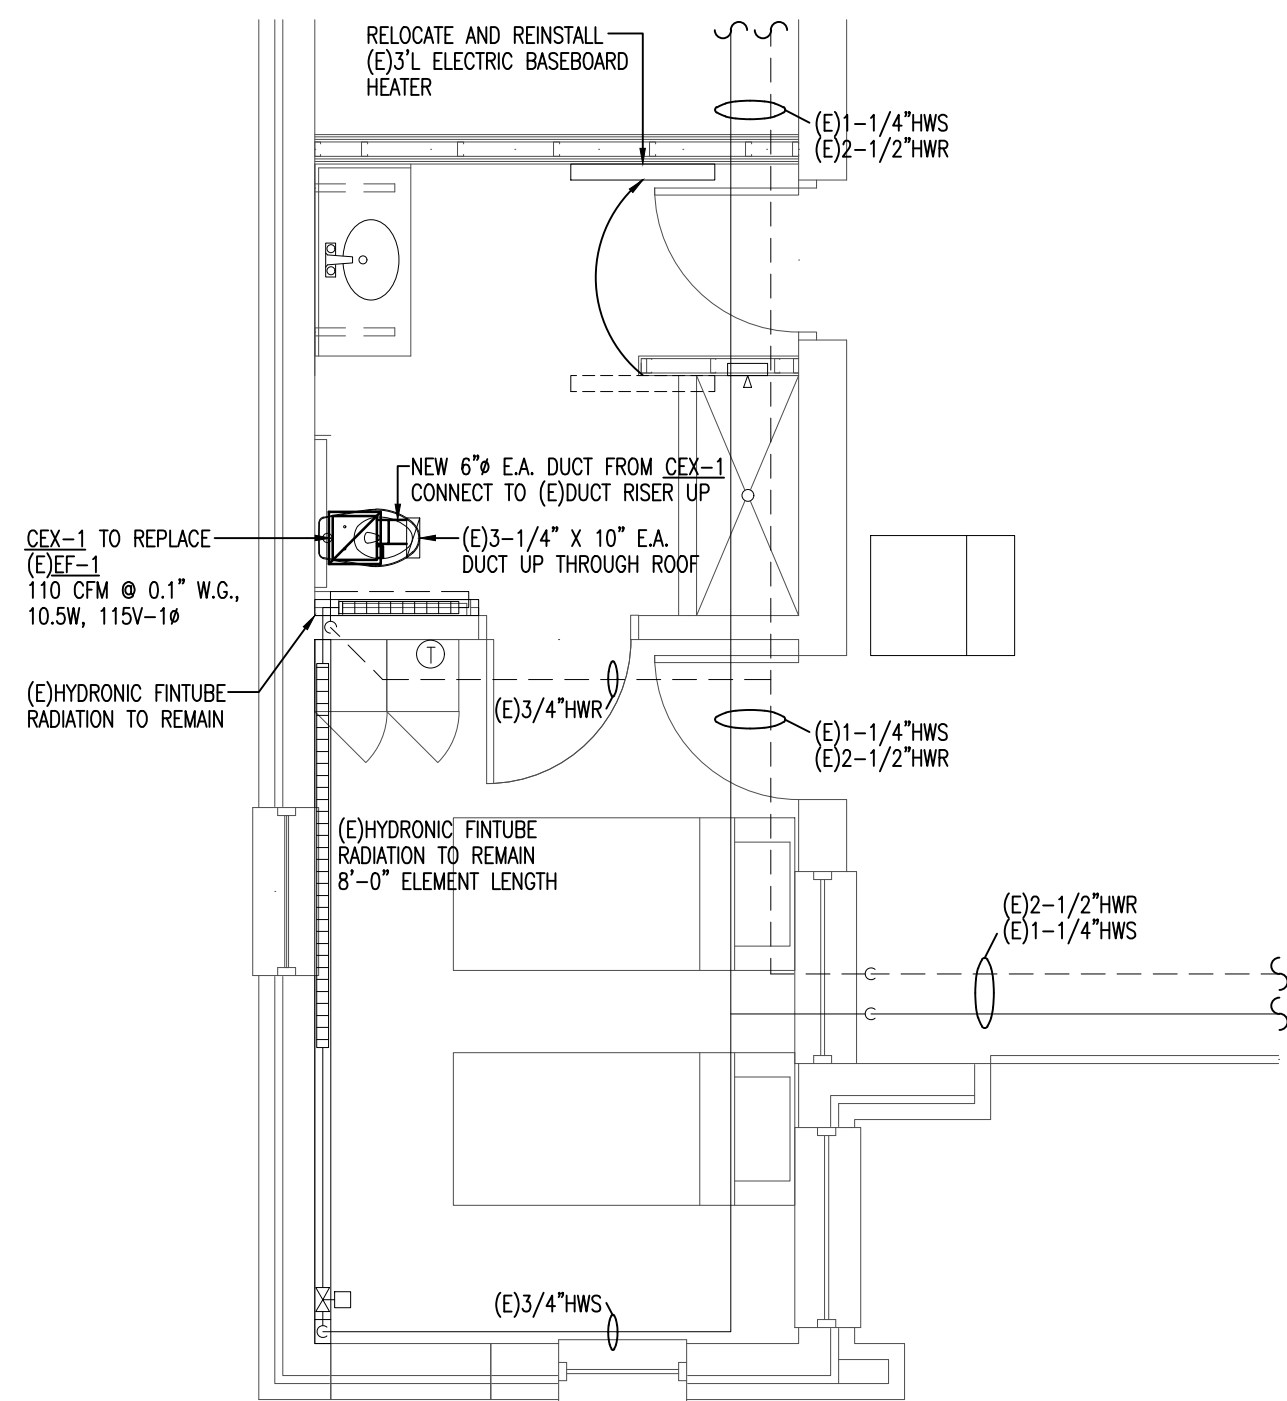 RELOCATE AND REINSTALL
(E)3'L ELECTRIC BASEBOARD
HEATER
(E)1-1/4"HWS
(E)2-1/2"HWR
NEW 6"ø E.A. DUCT FROM CEX-1
CONNECT TO (E)DUCT RISER UP
CEX-1 TO REPLACE
(E)EF-1
110 CFM @ 0.1" W.G.,
10.5W, 115V-1ø
(E)3-1/4" X 10" E.A.
DUCT UP THROUGH ROOF
(E)HYDRONIC FINTUBE
RADIATION TO REMAIN
T
(E)3/4"HWR
(E)1-1/4"HWS
(E)2-1/2"HWR
(E)HYDRONIC FINTUBE
RADIATION TO REMAIN
8'-0" ELEMENT LENGTH
(E)2-1/2"HWR
(E)1-1/4"HWS
(E)3/4"HWS